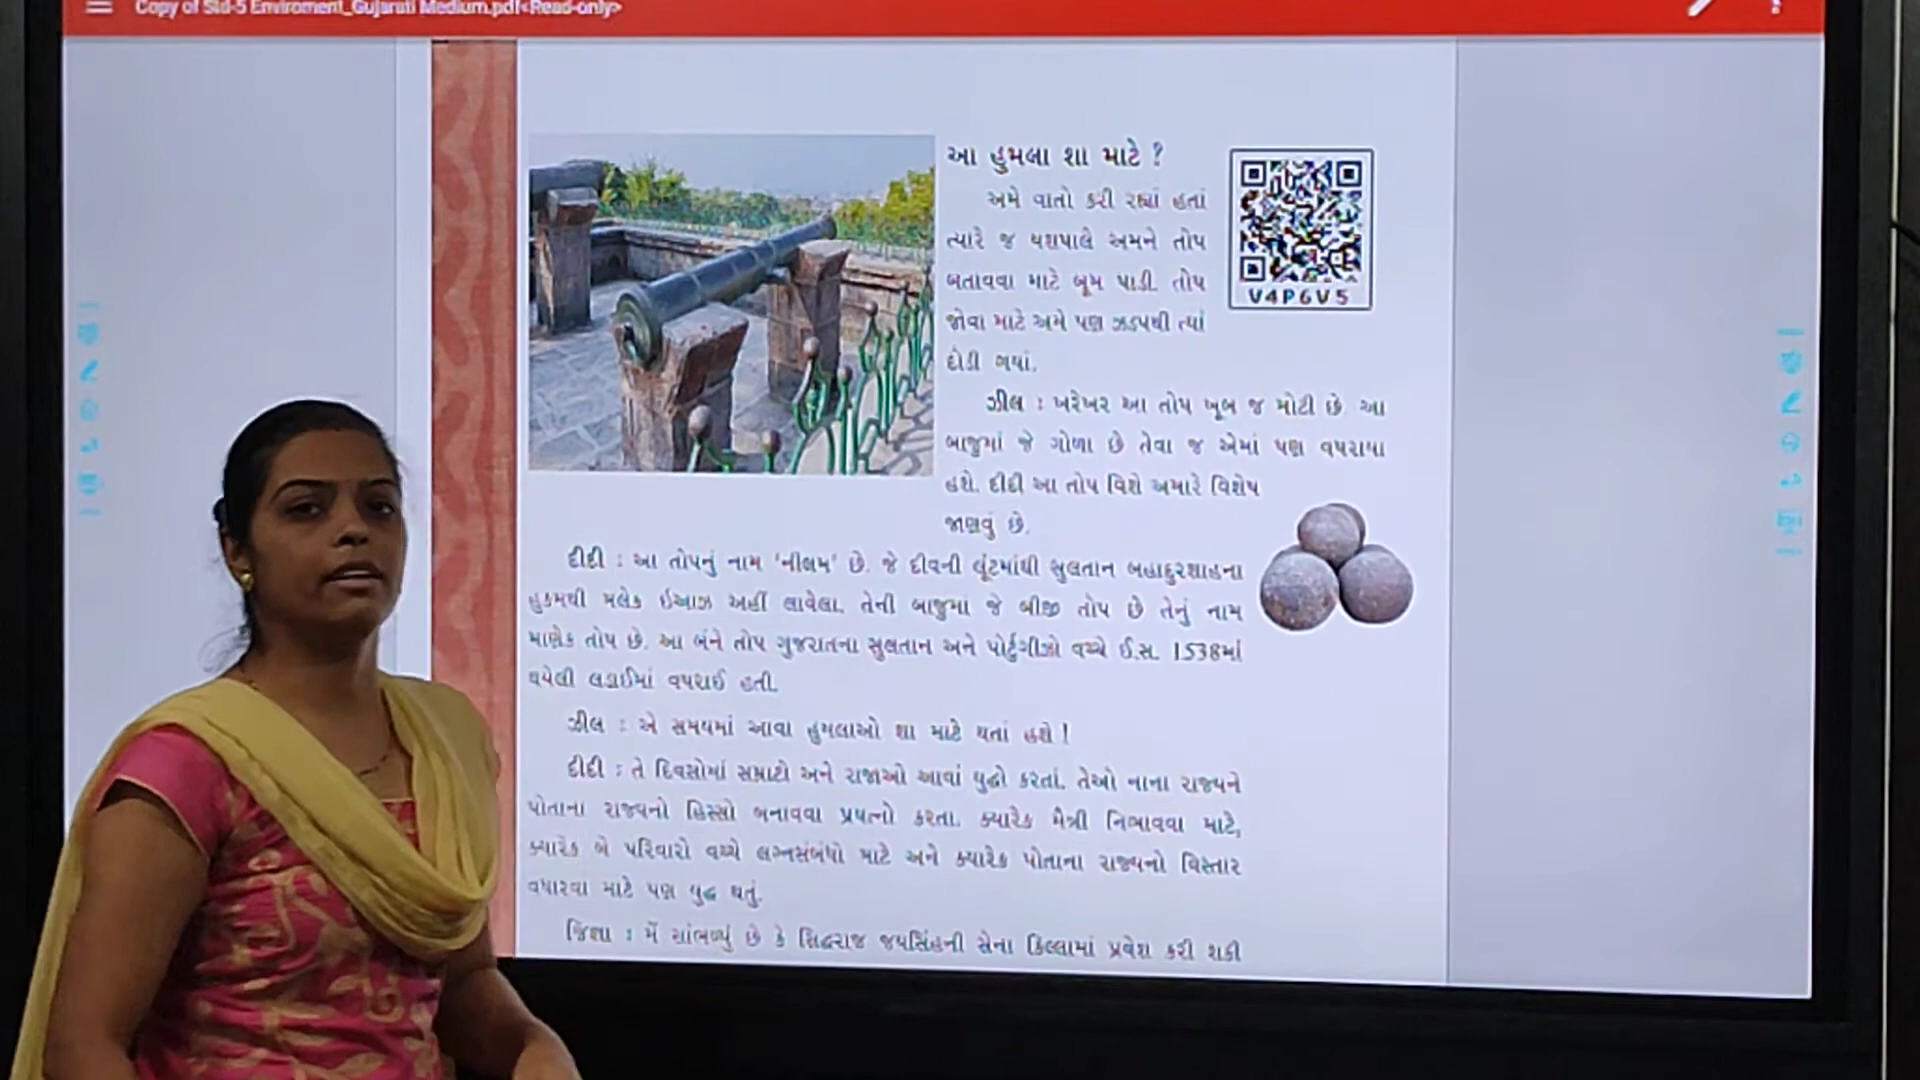 Copy of Std-5 Enviroment_Gujarati Medium.pdf<Read-only>
આ હુમલા શા માટે ?
અમે વાતો કરી રહ્યાં હતાં
ત્યારે જ યશપાલે અમને તોપ
બતાવવા માટે બૂમ પાડી. તોપ
જોવા માટે અમે પણ ઝડપથી ત્યાં
દોડી ગયાં.
V4P6V5
ઝીલ : ખરેખર આ તોપ ખૂબ જ મોટી છે. આ
બાજુમાં જે ગોળા છે તેવા જ એમાં પણ વપરાયા
હશે. દીદી આ તોપ વિશે અમારે વિશેષ
જાણવું છે.
દીદી : આ તોપનું નામ ‘નીલમ’ છે. જે દીવની લૂંટમાંથી સુલતાન બહાદુરશાહના
હુકમથી મલેક ઈઆઝ અહીં લાવેલા. તેની બાજુમાં જે બીજી તોપ છે તેનું નામ
માણેક તોપ છે. આ બંને તોપ ગુજરાતના સુલતાન અને પોર્ટુગીઝો વચ્ચે ઈ.સ. 1538માં
થયેલી લડાઈમાં વપરાઈ હતી.
ઝીલ : એ સમયમાં આવા હુમલાઓ શા માટે થતાં હશે !
દીદી : તે દિવસોમાં સમ્રાટો અને રાજાઓ આવાં યુદ્ધો કરતાં. તેઓ નાના રાજ્યને
પોતાના રાજ્યનો હિસ્સો બનાવવા પ્રયત્નો કરતા. ક્યારેક મૈત્રી નિભાવવા માટે,
ક્યારેક બે પરિવારો વચ્ચે લગ્નસંબંધો માટે અને ક્યારેક પોતાના રાજ્યનો વિસ્તાર
વધારવા માટે પણ યુદ્ધ થતું.
જિજ્ઞા : મેં સાંભળ્યું છે કે સિદ્ધરાજ જયસિંહની સેના કિલ્લામાં પ્રવેશ કરી શકી